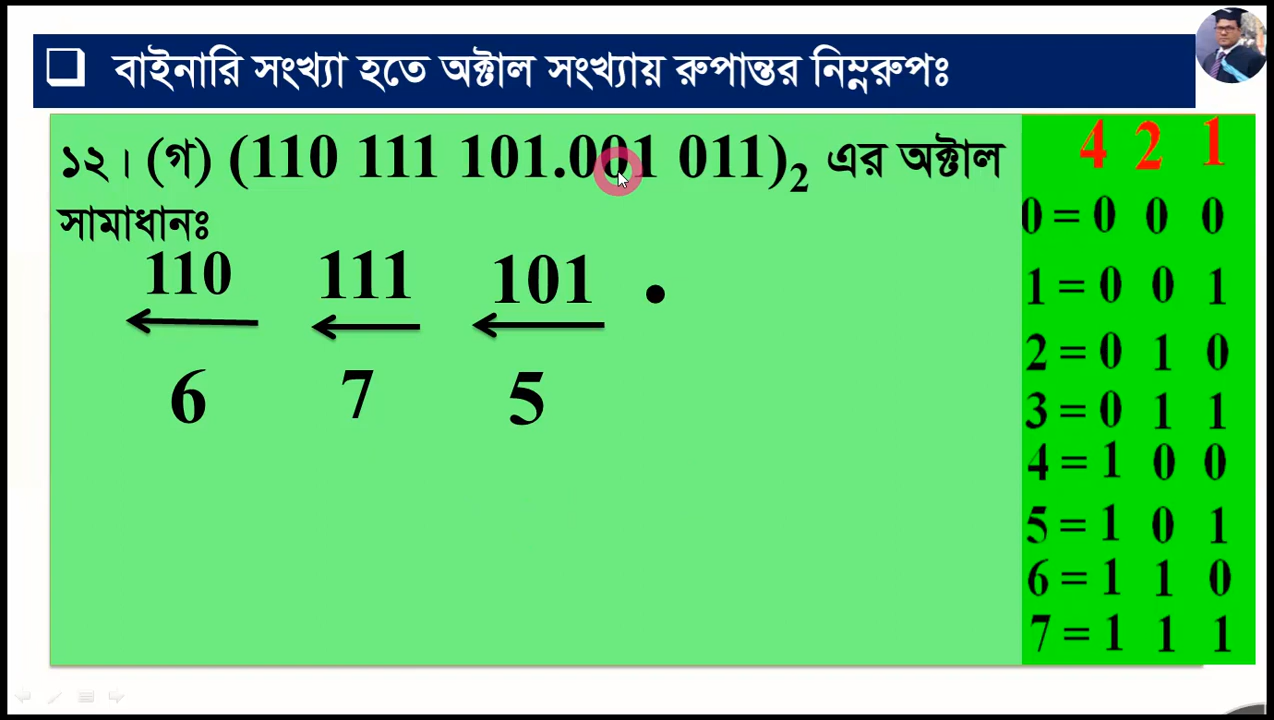 ❑ বাইনারি সংখ্যা হতে অক্টাল সংখ্যায় রুপান্তর নিম্নরুপঃ
১২। (গ) (110 111 101.001 011)₂ এর অক্টাল
সামাধানঃ
110 111 101 .
6 7 5
4 2 1
0 = 0 0 0
1 = 0 0 1
2 = 0 1 0
3 = 0 1 1
4 = 1 0 0
5 = 1 0 1
6 = 1 1 0
7 = 1 1 1